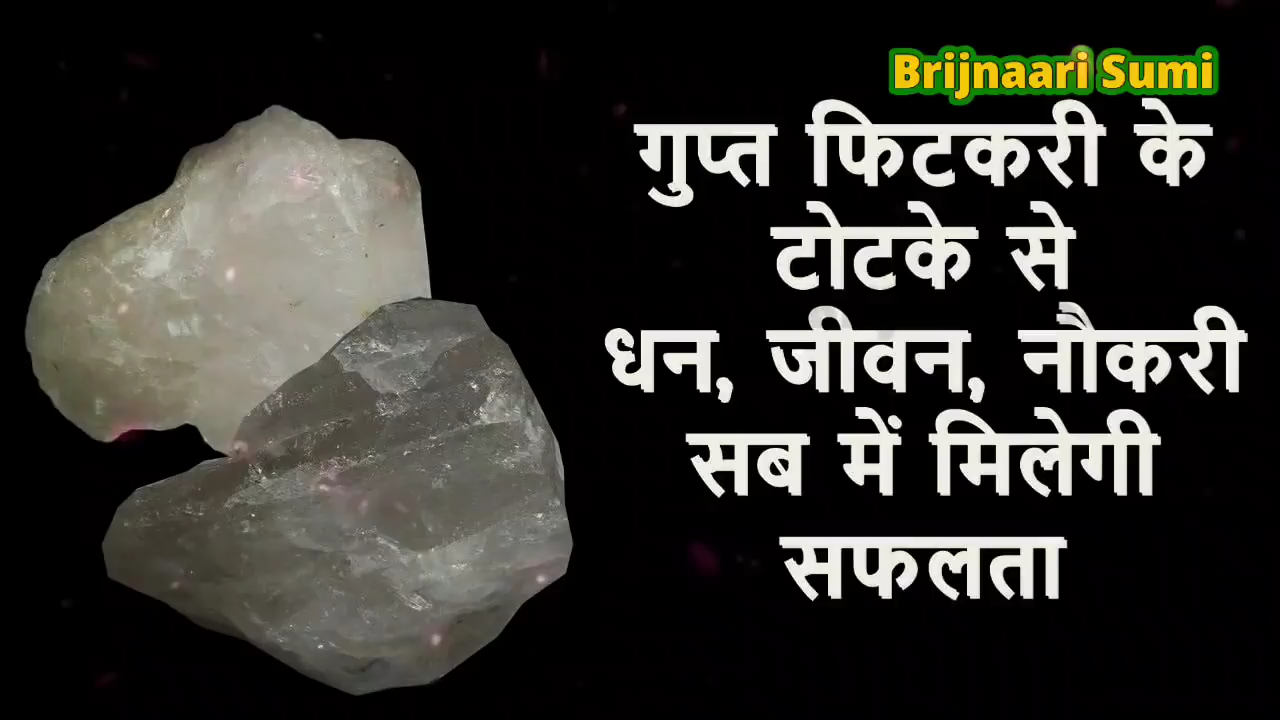 Brijnaari Sumi
गुप्त फिटकरी के
टोटके से
धन, जीवन, नौकरी
सब में मिलेगी
सफलता